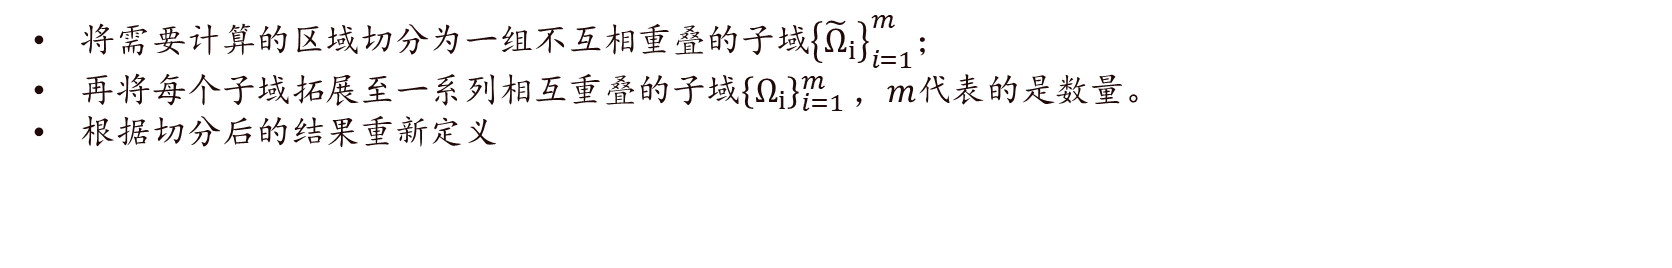 • 将需要计算的区域切分为一组不互相重叠的子域{Ω̃ᵢ}ᵢ₌₁ᵐ；
• 再将每个子域拓展至一系列相互重叠的子域{Ωᵢ}ᵢ₌₁ᵐ，m代表的是数量。
• 根据切分后的结果重新定义